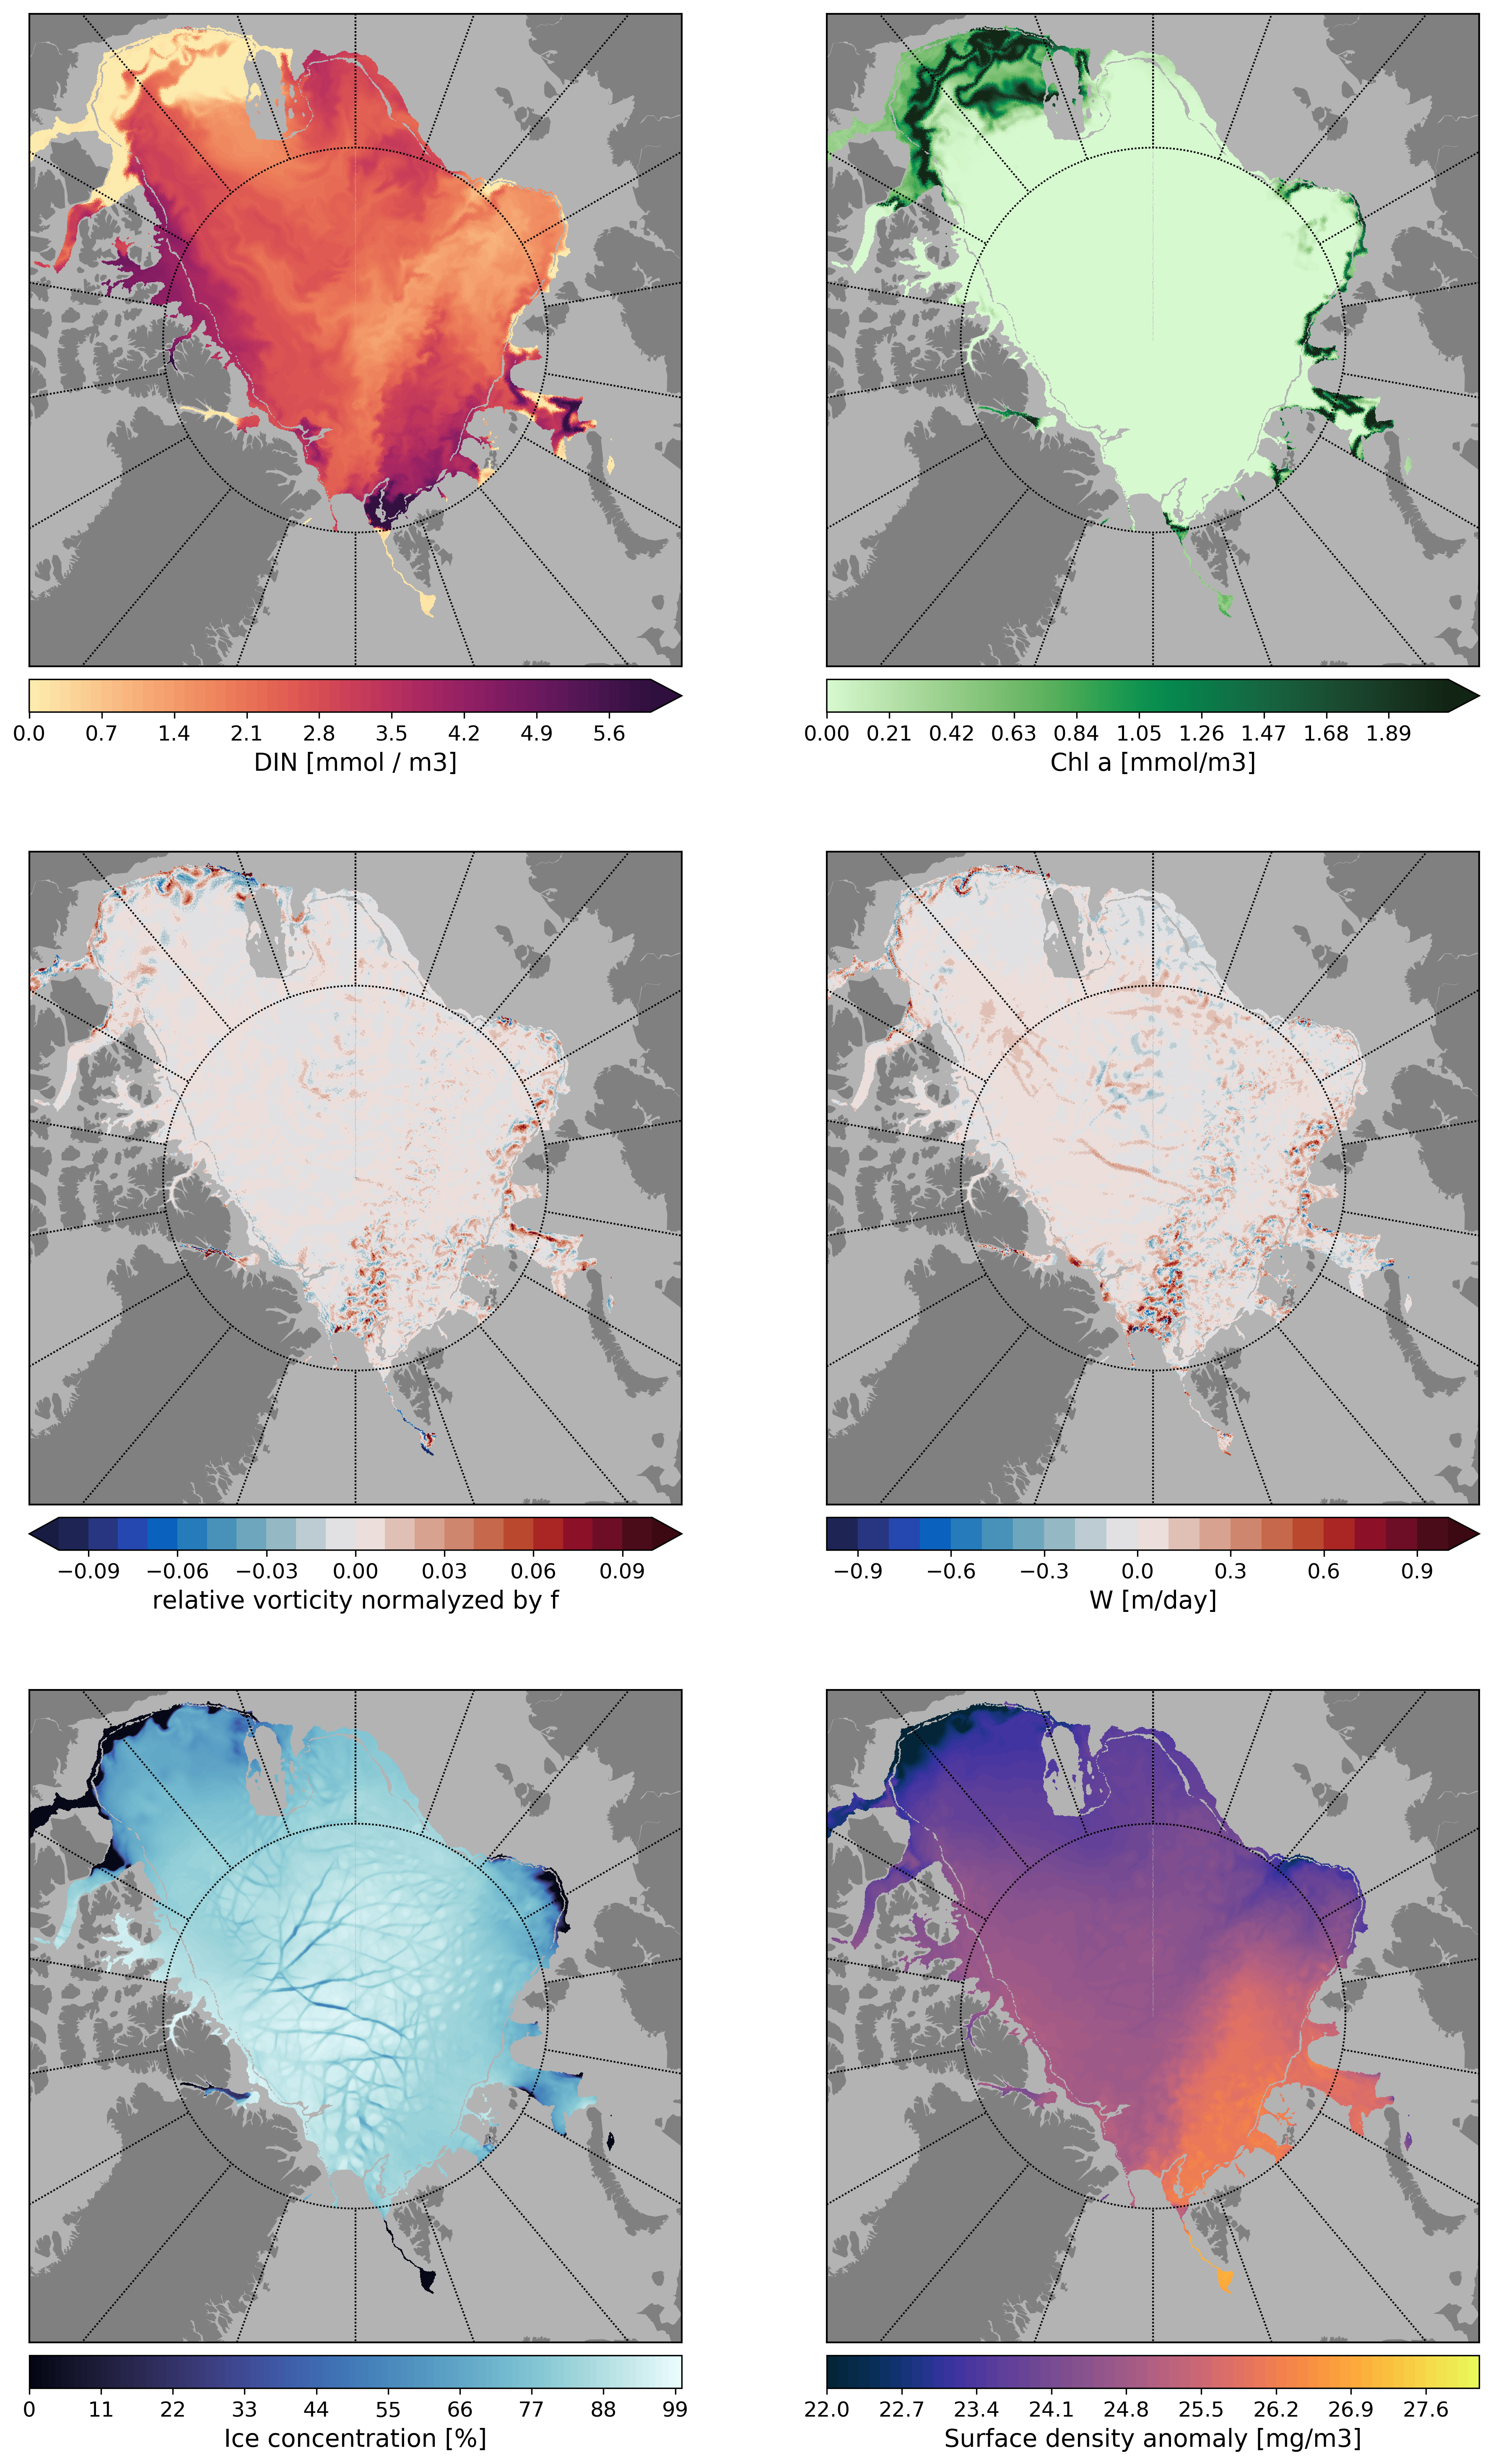 0.0 0.7 1.4 2.1 2.8 3.5 4.2 4.9 5.6
DIN [mmol / m3]
0.00 0.21 0.42 0.63 0.84 1.05 1.26 1.47 1.68 1.89
Chl a [mmol/m3]
−0.09 −0.06 −0.03 0.00 0.03 0.06 0.09
relative vorticity normalyzed by f
−0.9 −0.6 −0.3 0.0 0.3 0.6 0.9
W [m/day]
0 11 22 33 44 55 66 77 88 99
Ice concentration [%]
22.0 22.7 23.4 24.1 24.8 25.5 26.2 26.9 27.6
Surface density anomaly [mg/m3]